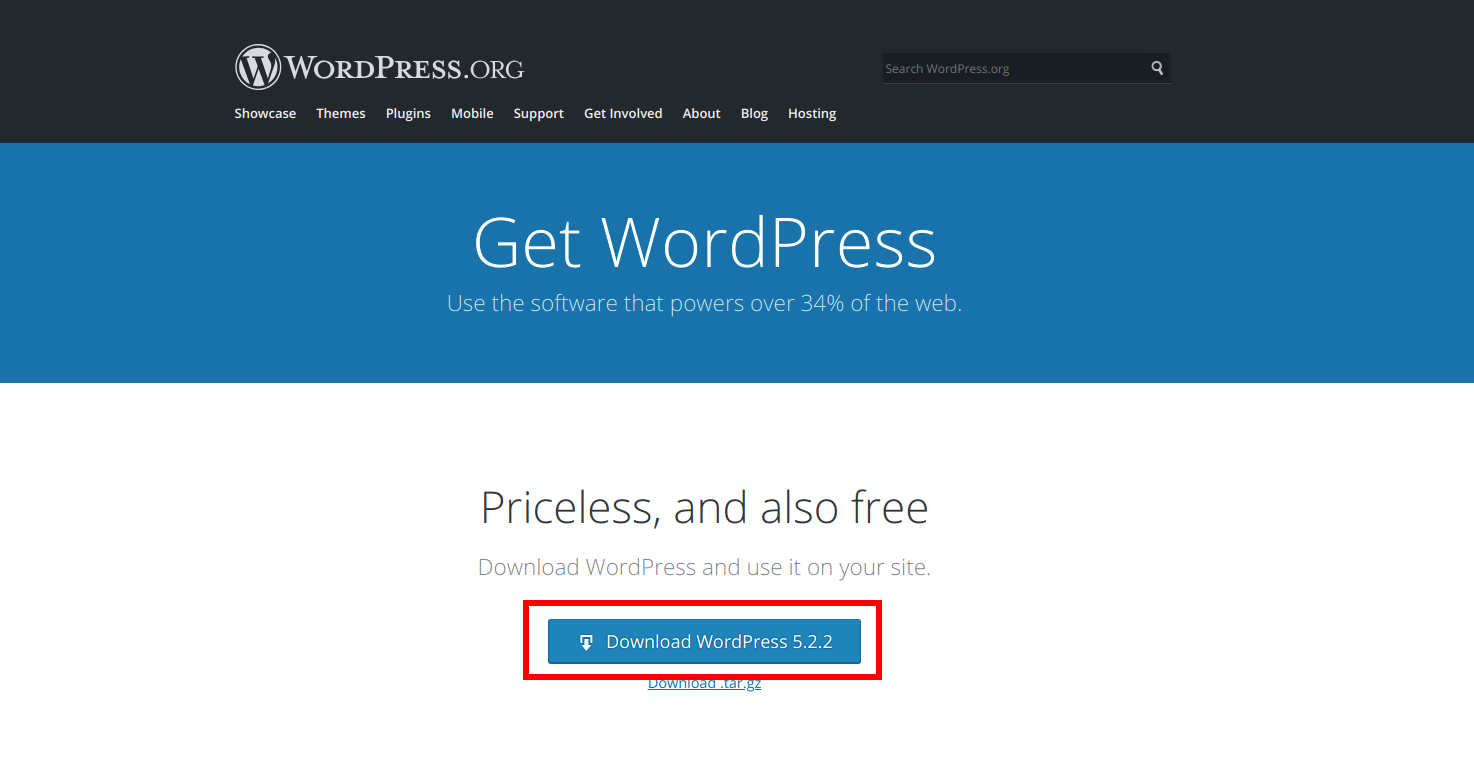 WORDPRESS.ORG
Search WordPress.org
Showcase Themes Plugins Mobile Support Get Involved About Blog Hosting
Get WordPress
Use the software that powers over 34% of the web.
Priceless, and also free
Download WordPress and use it on your site.
Download WordPress 5.2.2
Download .tar.gz